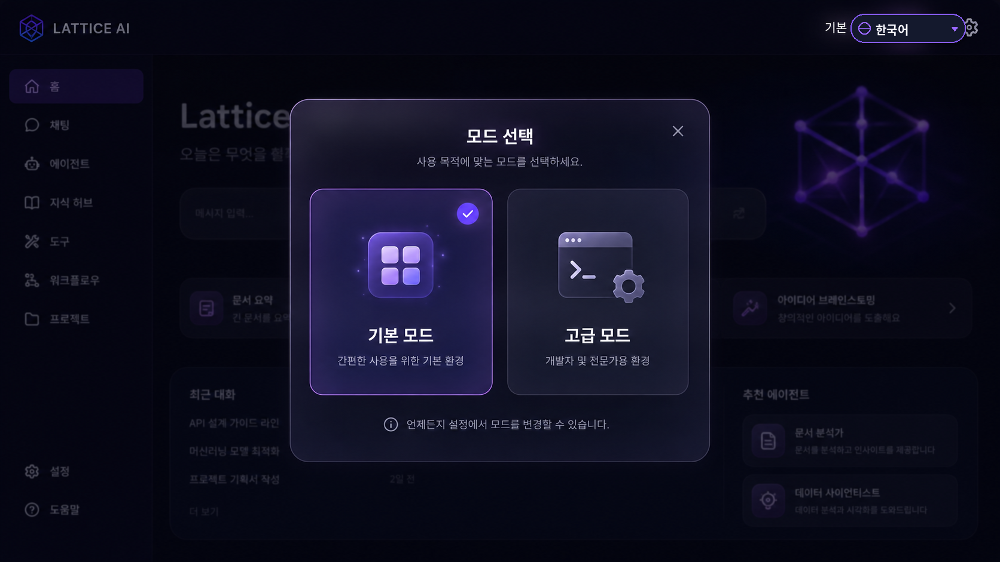 LATTICE AI
기본
한국어
홈
채팅
에이전트
지식 허브
도구
워크플로우
프로젝트
설정
도움말
Lattice
오늘은 무엇을
메시지 입력...
모드 선택
사용 목적에 맞는 모드를 선택하세요.
기본 모드
간편한 사용을 위한 기본 환경
고급 모드
개발자 및 전문가용 환경
언제든지 설정에서 모드를 변경할 수 있습니다.
문서 요약
긴 문서를 요약
아이디어 브레인스토밍
창의적인 아이디어를 도출해요
최근 대화
API 설계 가이드 라인
머신러닝 모델 최적화
프로젝트 기획서 작성
2일 전
더 보기
추천 에이전트
문서 분석가
문서를 분석하고 인사이트를 제공합니다
데이터 사이언티스트
데이터 분석과 시각화를 도와드립니다